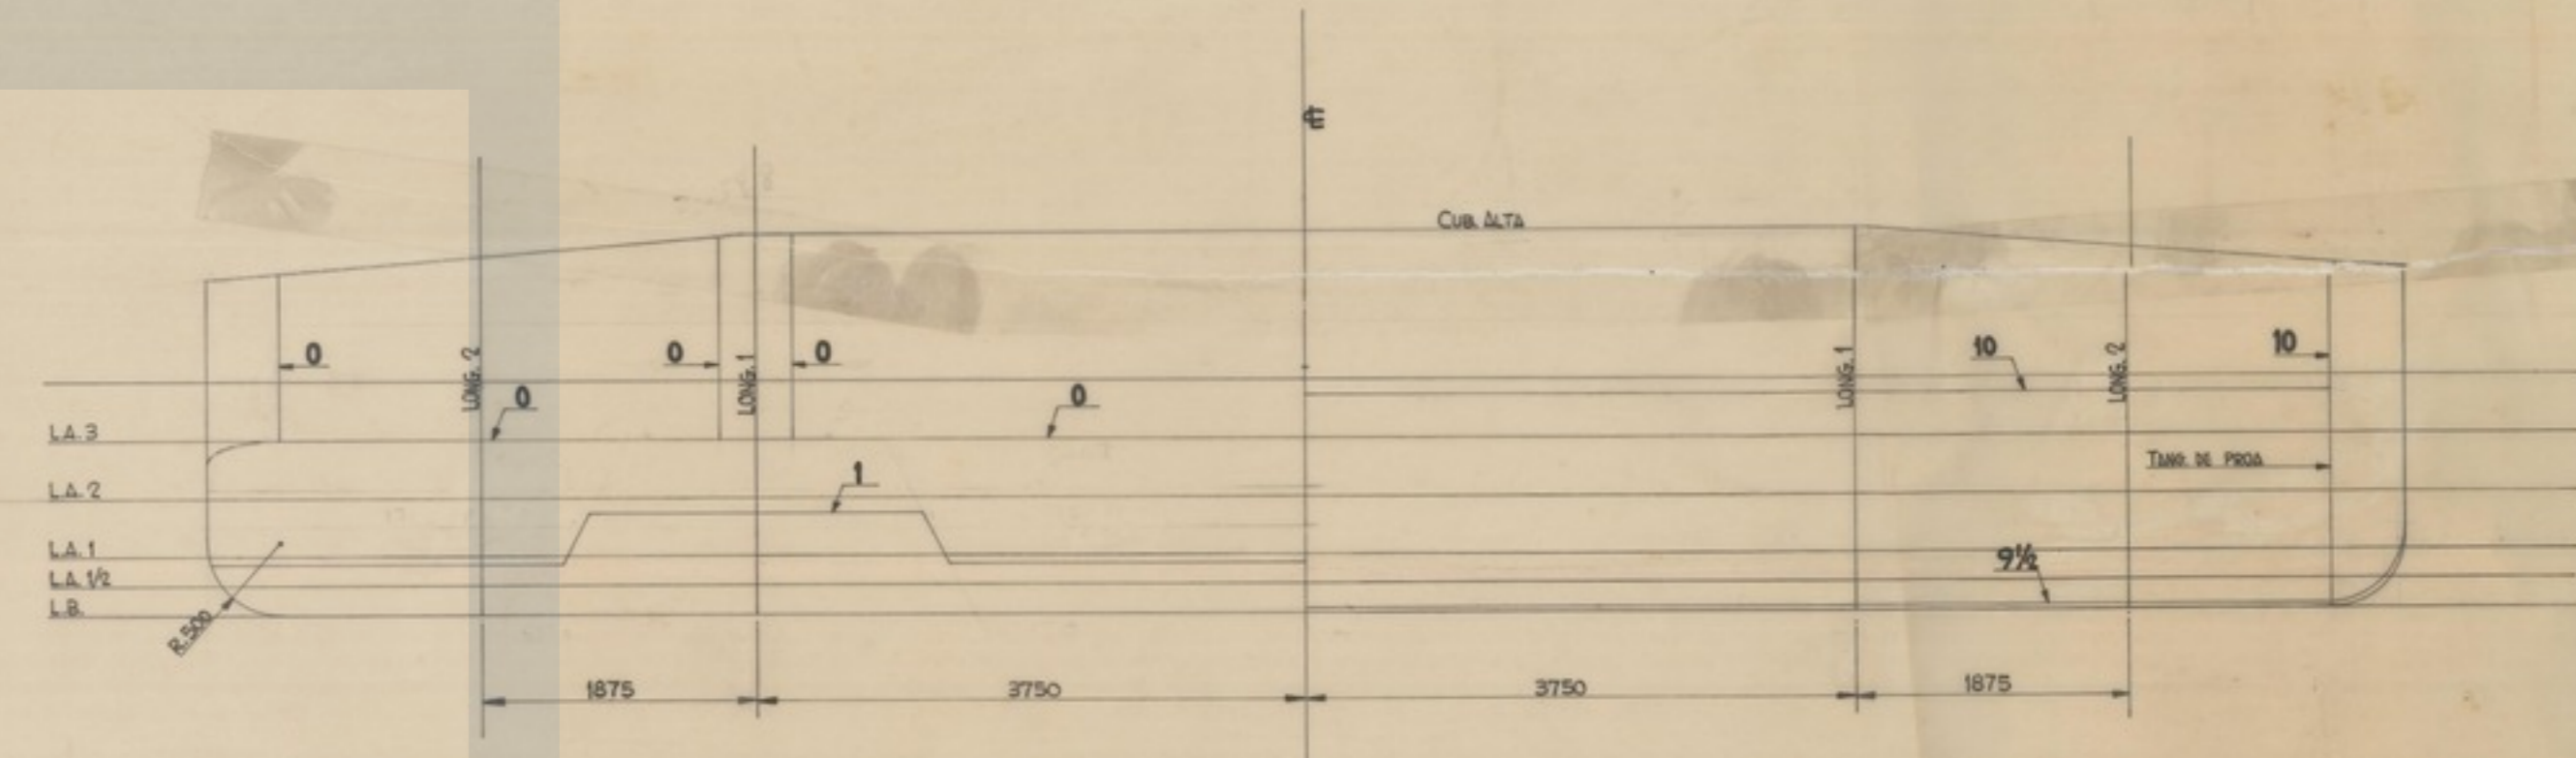 ℄
CUB. ALTA
0
0
0
10
10
LONG. 2
LONG. 1
LONG. 1
LONG. 2
0
0
L.A. 3
TANG. DE PROA
1
L.A. 2
L.A. 1
9½
L.A. 1/2
L.B.
R.500
1875
3750
3750
1875